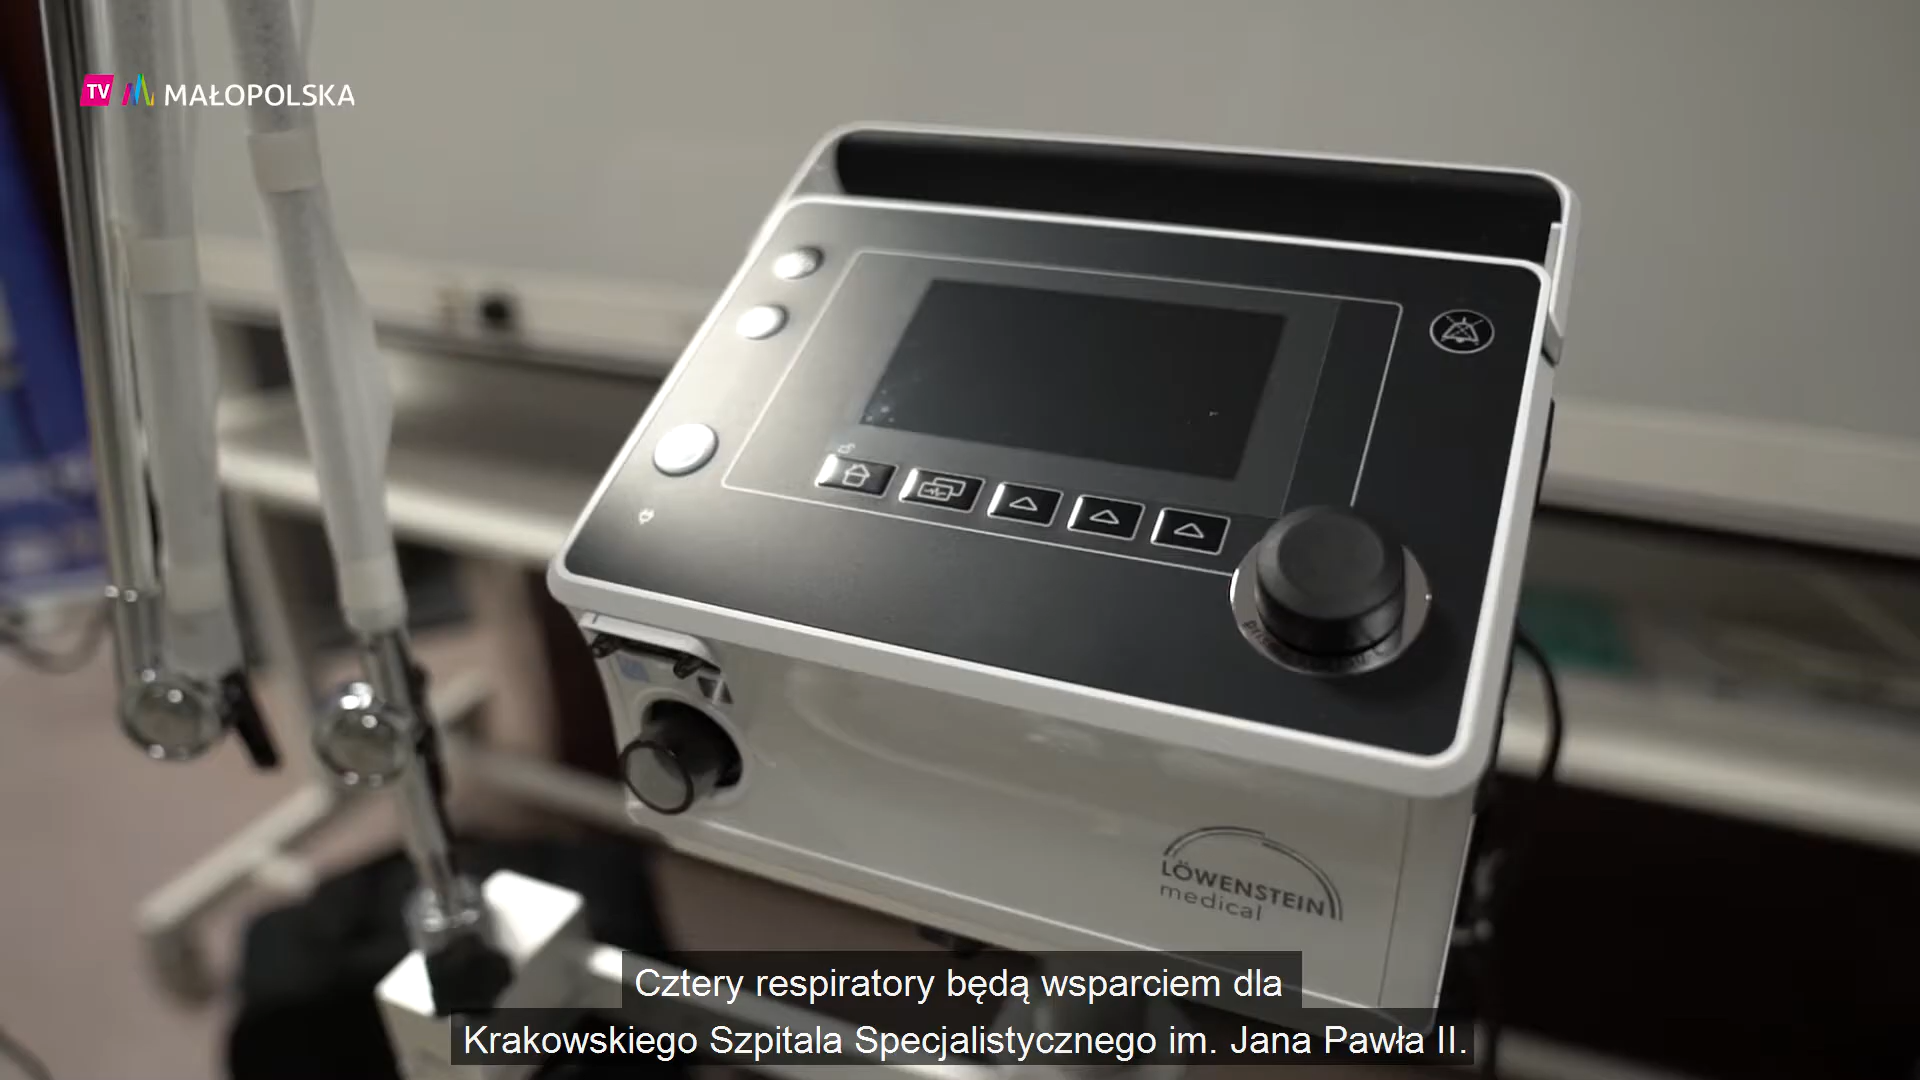 TV MAŁOPOLSKA
LÖWENSTEIN
medical
Cztery respiratory będą wsparciem dla
Krakowskiego Szpitala Specjalistycznego im. Jana Pawła II.